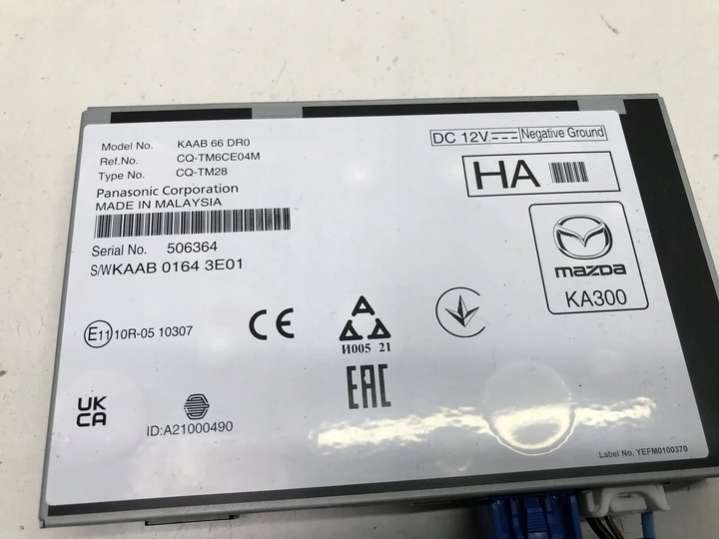 Model No. KAAB 66 DR0
Ref.No. CQ-TM6CE04M
Type No. CQ-TM28
Panasonic Corporation
MADE IN MALAYSIA
Serial No. 506364
S/WKAAB 0164 3E01
DC 12V Negative Ground
HA
mazda
KA300
E11 10R-05 10307
CE
A
И005 21
EAC
UK
CA
ID:A21000490
Label No. YEFM0100370